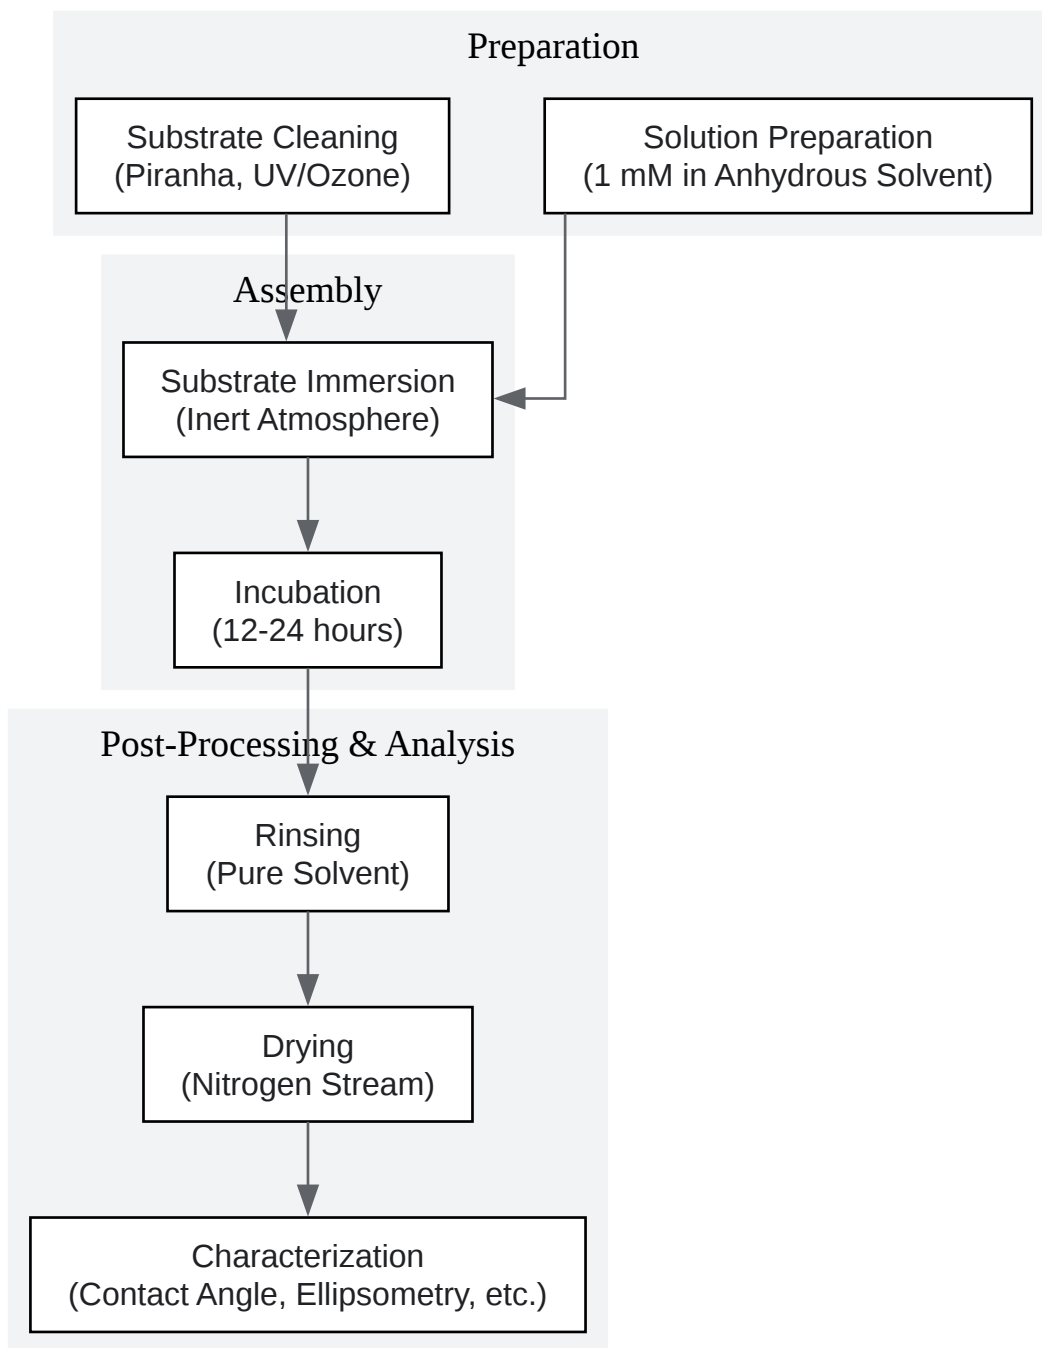 Preparation
Substrate Cleaning
(Piranha, UV/Ozone)
Solution Preparation
(1 mM in Anhydrous Solvent)
Assembly
Substrate Immersion
(Inert Atmosphere)
Incubation
(12-24 hours)
Post-Processing & Analysis
Rinsing
(Pure Solvent)
Drying
(Nitrogen Stream)
Characterization
(Contact Angle, Ellipsometry, etc.)